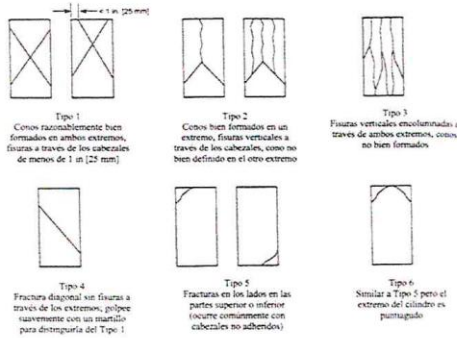 < 1 in. [25 mm]
Tipo 1
Conos razonablemente bien
formados en ambos extremos,
fisuras a través de los cabezales
de menos de 1 in [25 mm]
Tipo 2
Conos bien formados en un
extremo, fisuras verticales a
través de los cabezales, cono no
bien definido en el otro extremo
Tipo 3
Fisuras verticales encolumnadas a
través de ambos extremos, conos
no bien formados
Tipo 4
Fractura diagonal sin fisuras a
través de los extremos; golpee
suavemente con un martillo
para distinguirla del Tipo 1
Tipo 5
Fracturas en los lados en las
partes superior o inferior
(ocurre comúnmente con
cabezales no adheridos)
Tipo 6
Similar a Tipo 5 pero el
extremo del cilindro es
puntiagudo